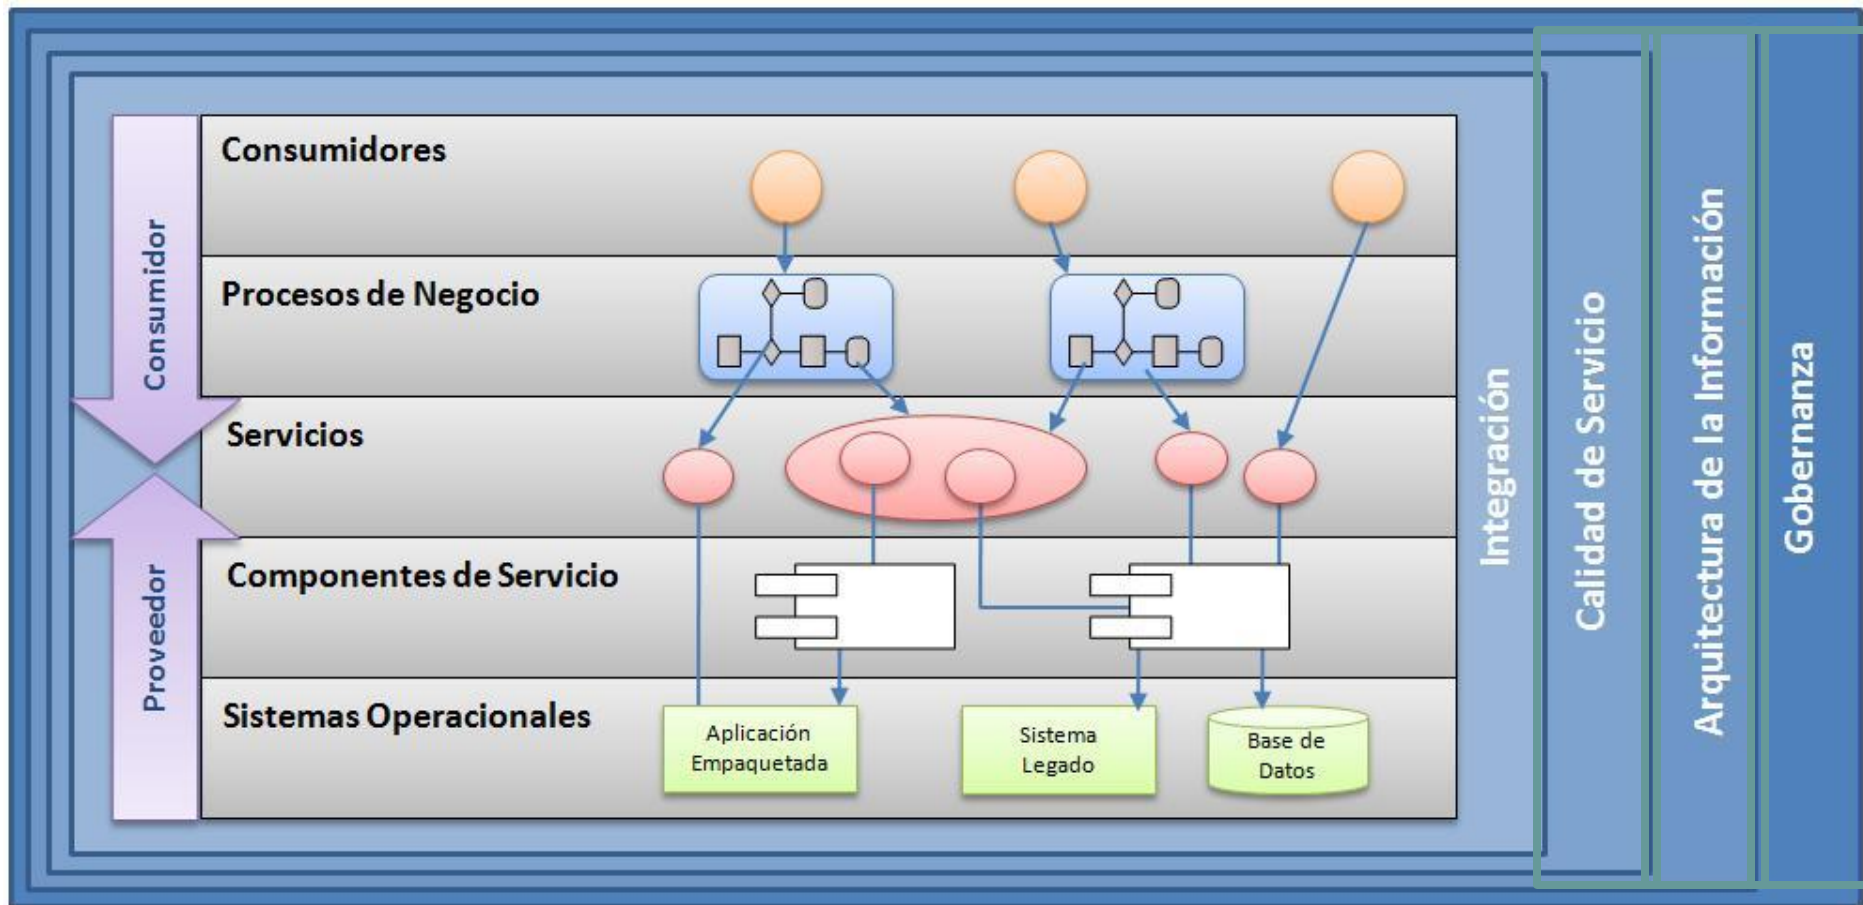 Consumidores
Procesos de Negocio
Servicios
Componentes de Servicio
Sistemas Operacionales
Aplicación
Empaquetada
Sistema
Legado
Base de
Datos
Consumidor
Proveedor
Integración
Calidad de Servicio
Arquitectura de la Información
Gobernanza